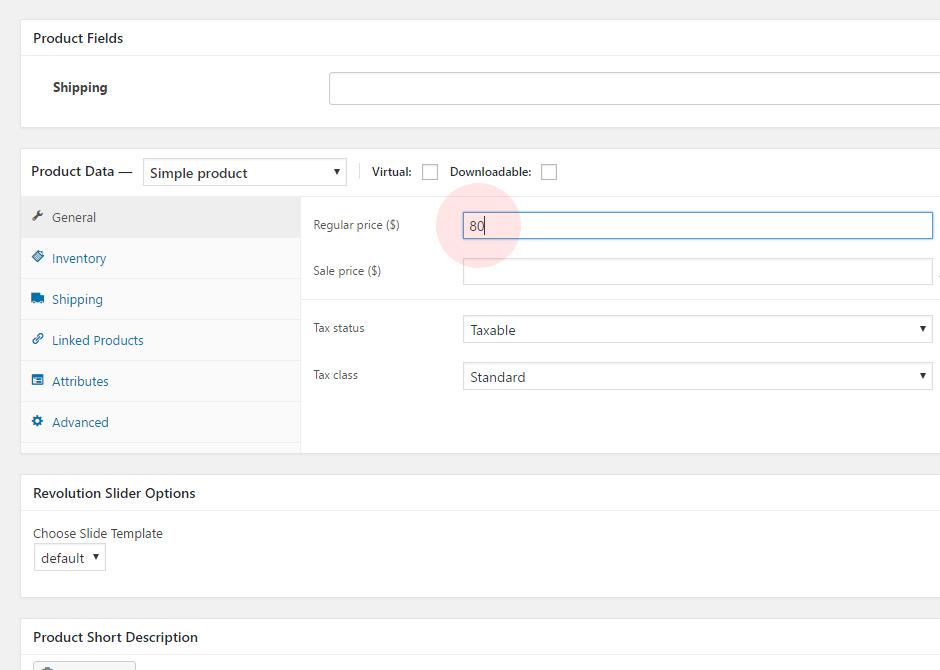 Product Fields
Shipping
Product Data — Simple product Virtual: Downloadable:
General
Inventory
Shipping
Linked Products
Attributes
Advanced
Regular price ($) 80
Sale price ($)
Tax status Taxable
Tax class Standard
Revolution Slider Options
Choose Slide Template
default
Product Short Description